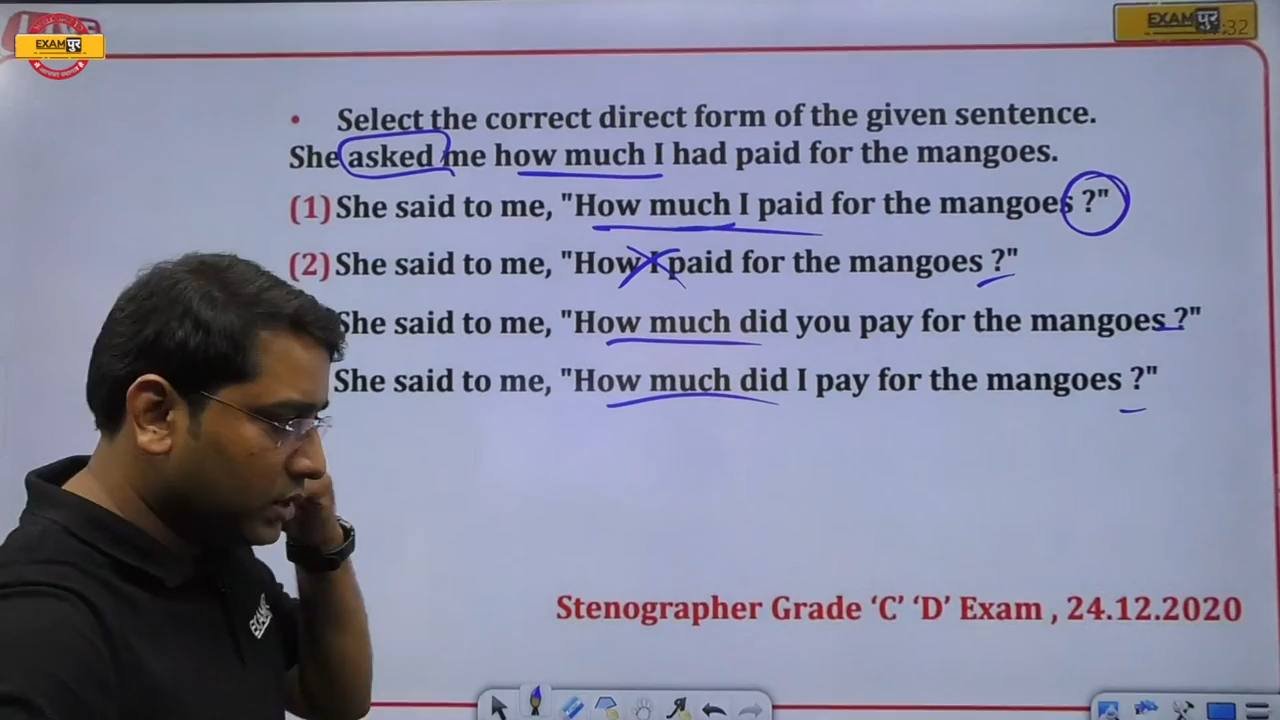 EXAMपुर
EXAMपुर :32
• Select the correct direct form of the given sentence.
She asked me how much I had paid for the mangoes.
(1) She said to me, "How much I paid for the mangoes ?"
(2) She said to me, "How I paid for the mangoes ?"
She said to me, "How much did you pay for the mangoes ?"
She said to me, "How much did I pay for the mangoes ?"
Stenographer Grade ‘C’ ‘D’ Exam , 24.12.2020